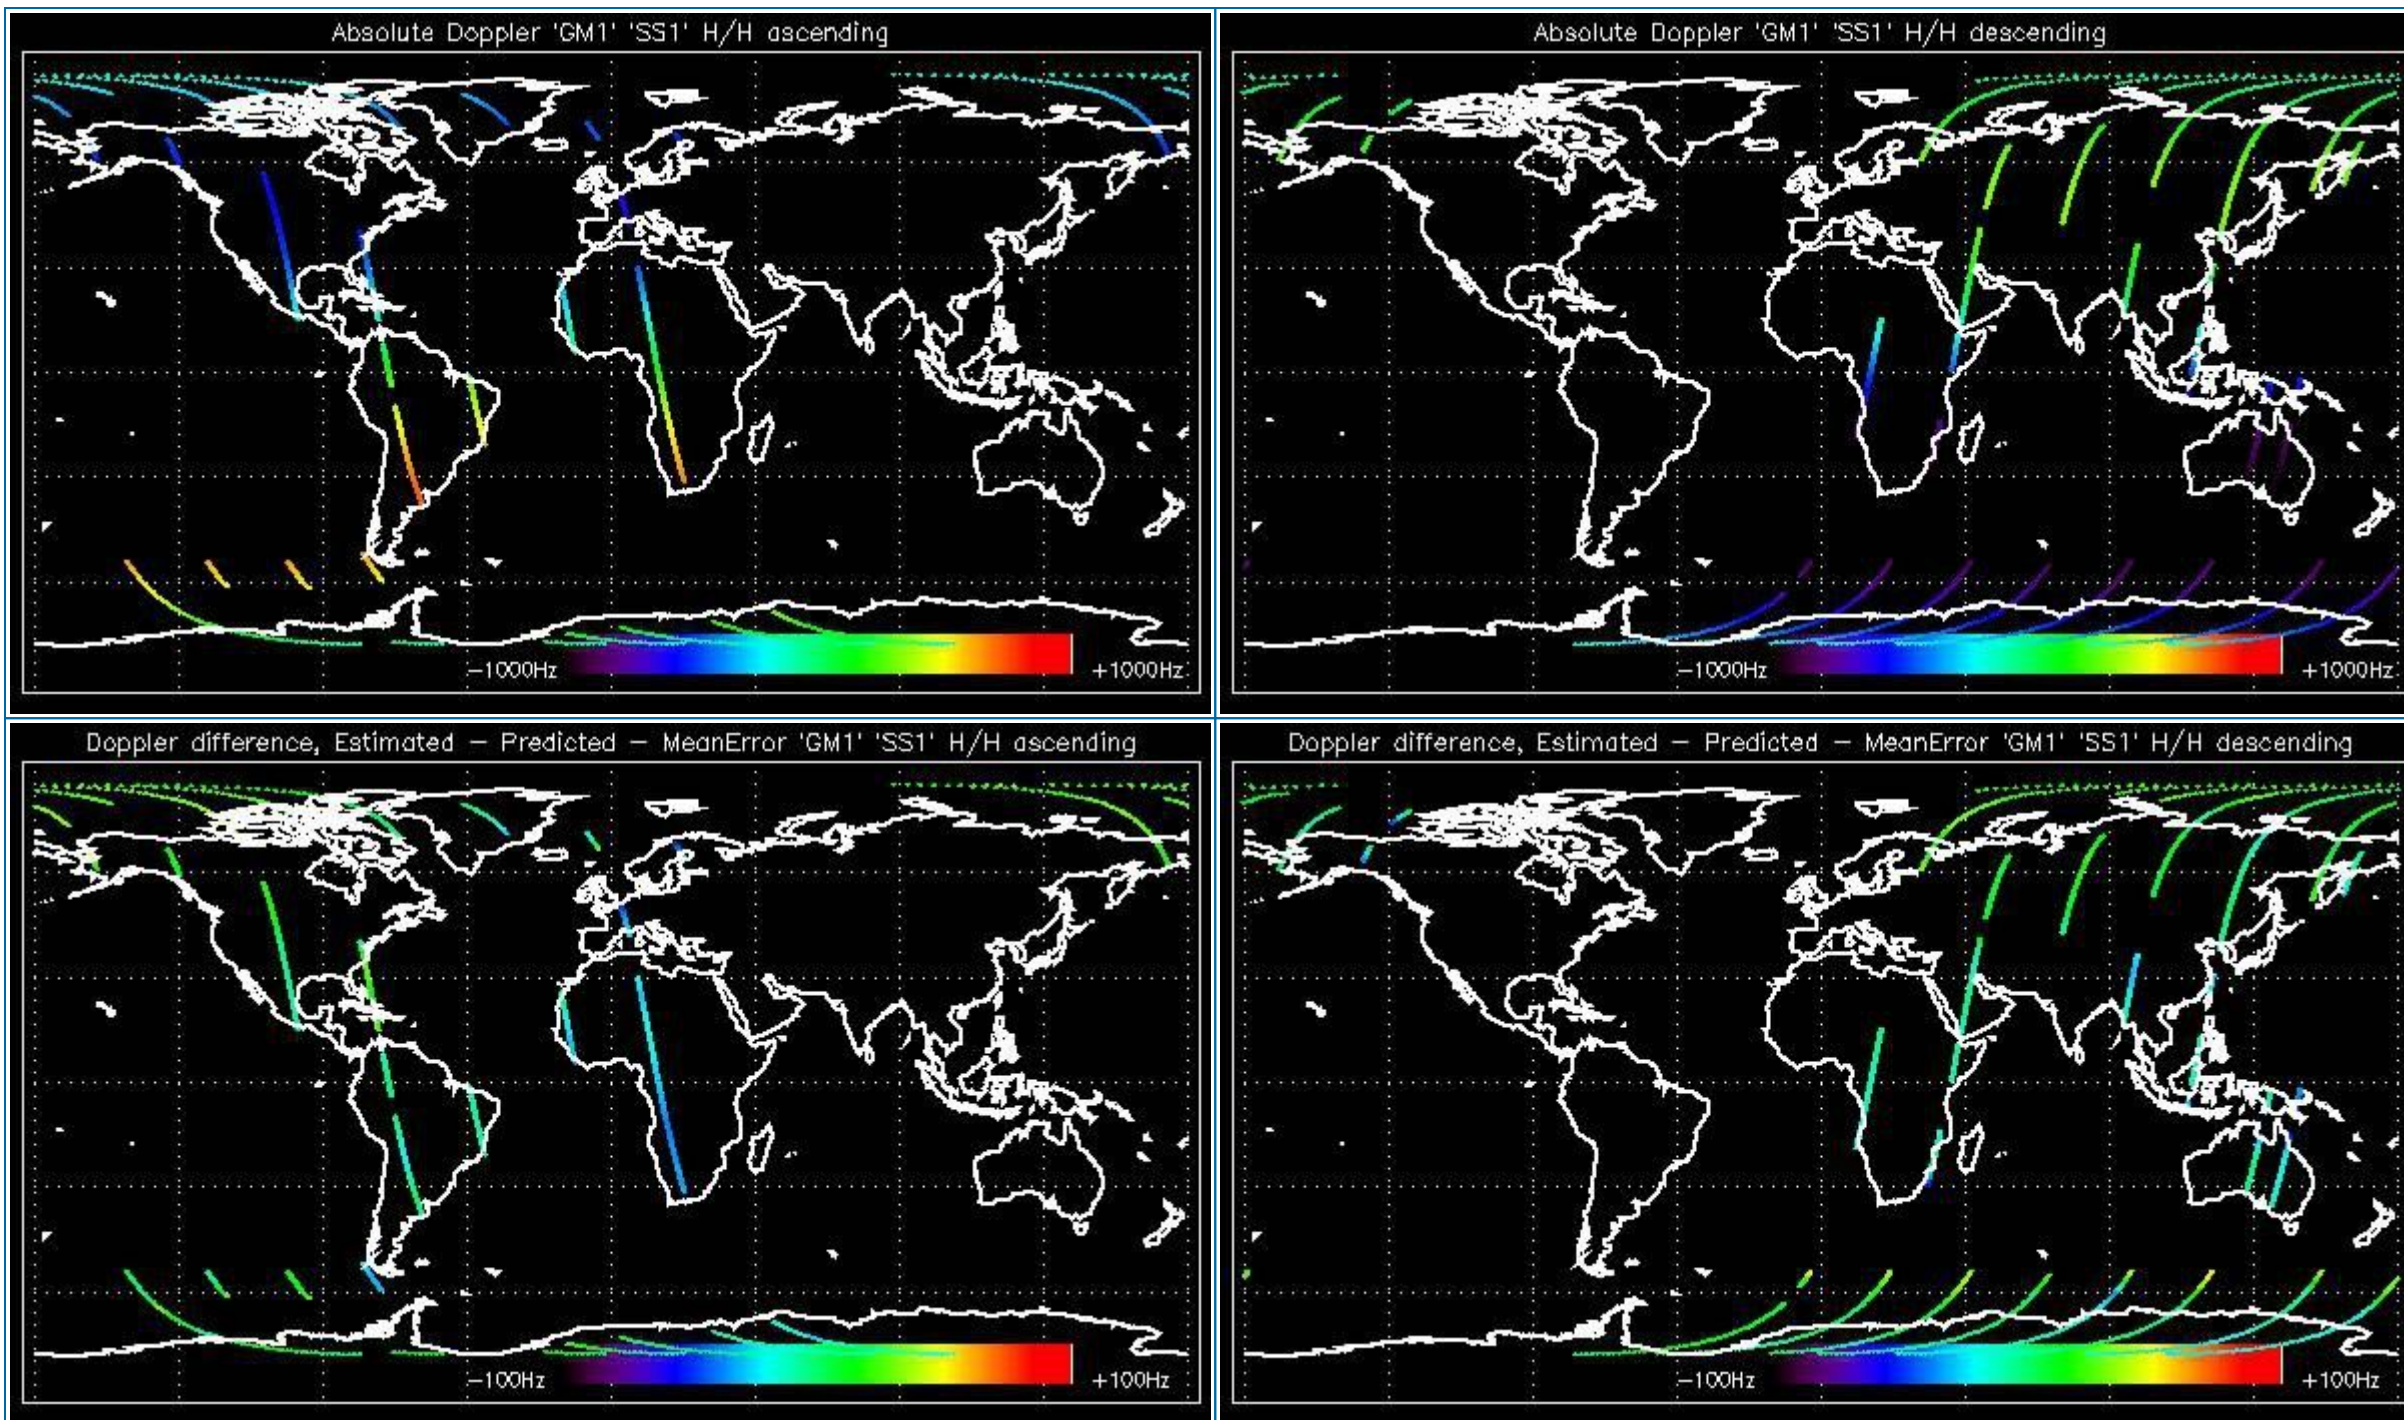 Absolute Doppler 'GM1' 'SS1' H/H ascending
-1000Hz +1000Hz
Absolute Doppler 'GM1' 'SS1' H/H descending
-1000Hz +1000Hz
Doppler difference, Estimated - Predicted - MeanError 'GM1' 'SS1' H/H ascending
-100Hz +100Hz
Doppler difference, Estimated - Predicted - MeanError 'GM1' 'SS1' H/H descending
-100Hz +100Hz